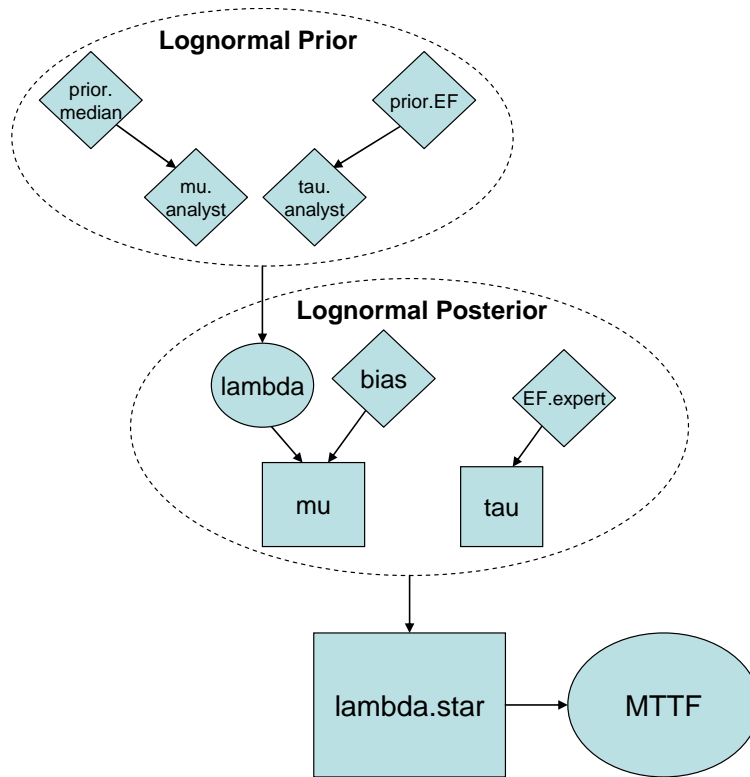 Lognormal Prior
prior.
median
prior.EF
mu.
analyst
tau.
analyst
Lognormal Posterior
lambda
bias
EF.expert
mu
tau
lambda.star
MTTF